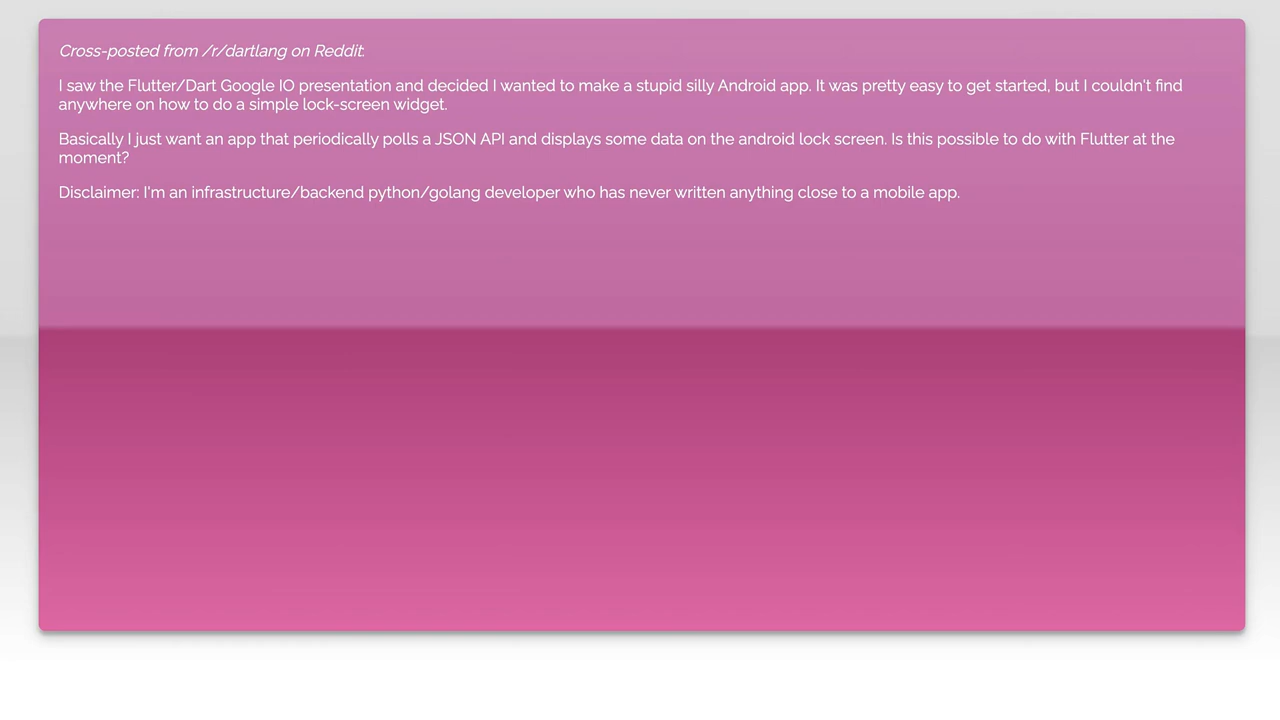 Cross-posted from /r/dartlang on Reddit:
I saw the Flutter/Dart Google IO presentation and decided I wanted to make a stupid silly Android app. It was pretty easy to get started, but I couldn't find
anywhere on how to do a simple lock-screen widget.
Basically I just want an app that periodically polls a JSON API and displays some data on the android lock screen. Is this possible to do with Flutter at the
moment?
Disclaimer: I'm an infrastructure/backend python/golang developer who has never written anything close to a mobile app.